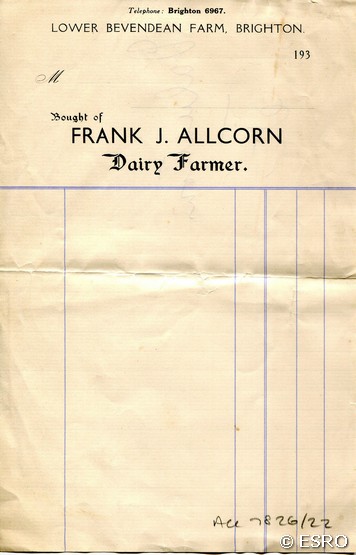 Telephone: Brighton 6967.
LOWER BEVENDEAN FARM, BRIGHTON.
193
M
Bought of
FRANK J. ALLCORN
Dairy Farmer.
Acc 7826/22
© ESRO